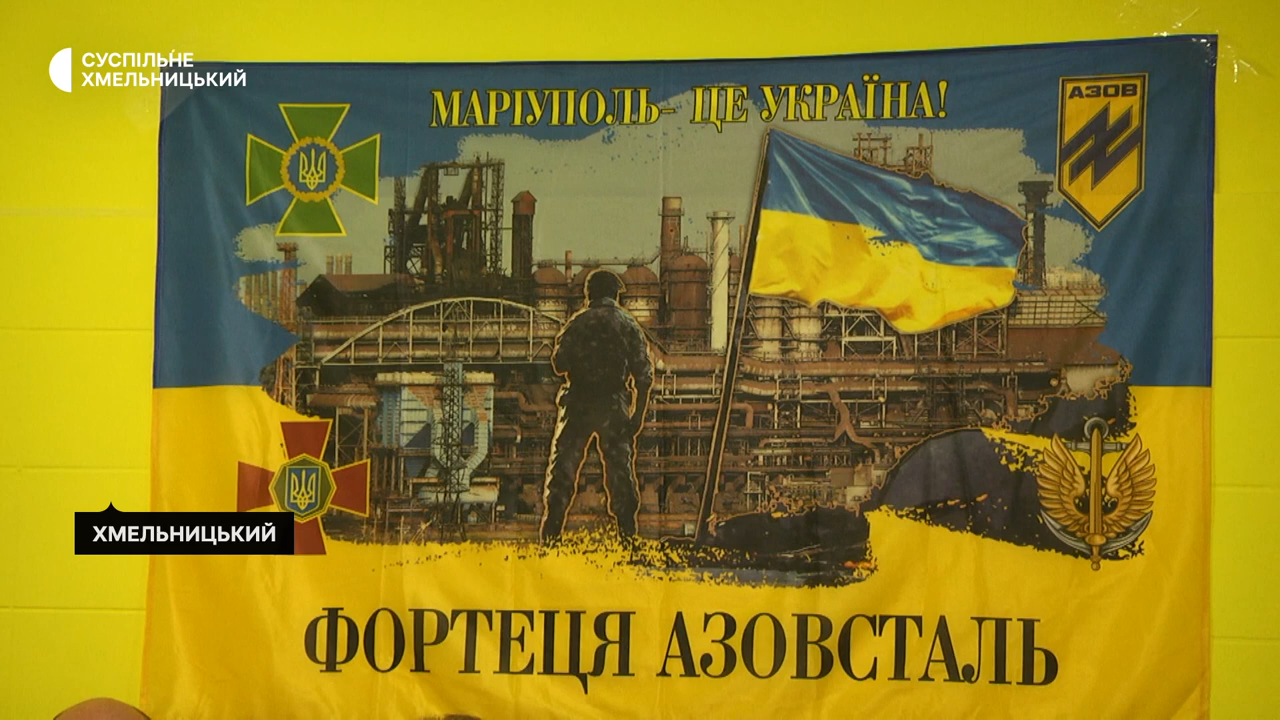 СУСПІЛЬНЕ
ХМЕЛЬНИЦЬКИЙ
МАРІУПОЛЬ- ЦЕ УКРАЇНА!
АЗОВ
ХМЕЛЬНИЦЬКИЙ
ФОРТЕЦЯ АЗОВСТАЛЬ